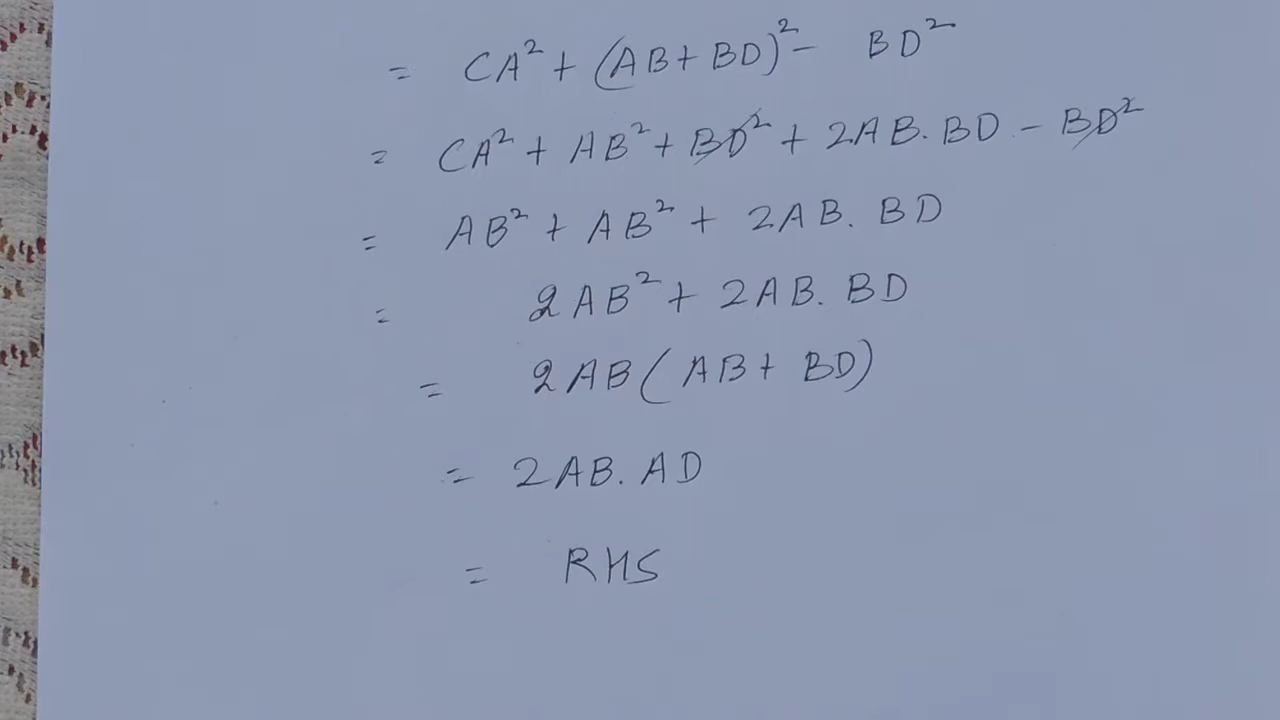 = CA² + (AB + BD)² - BD²
= CA² + AB² + BD² + 2AB.BD - BD²
= AB² + AB² + 2AB.BD
= 2AB² + 2AB.BD
= 2AB(AB + BD)
= 2AB.AD
= RHS